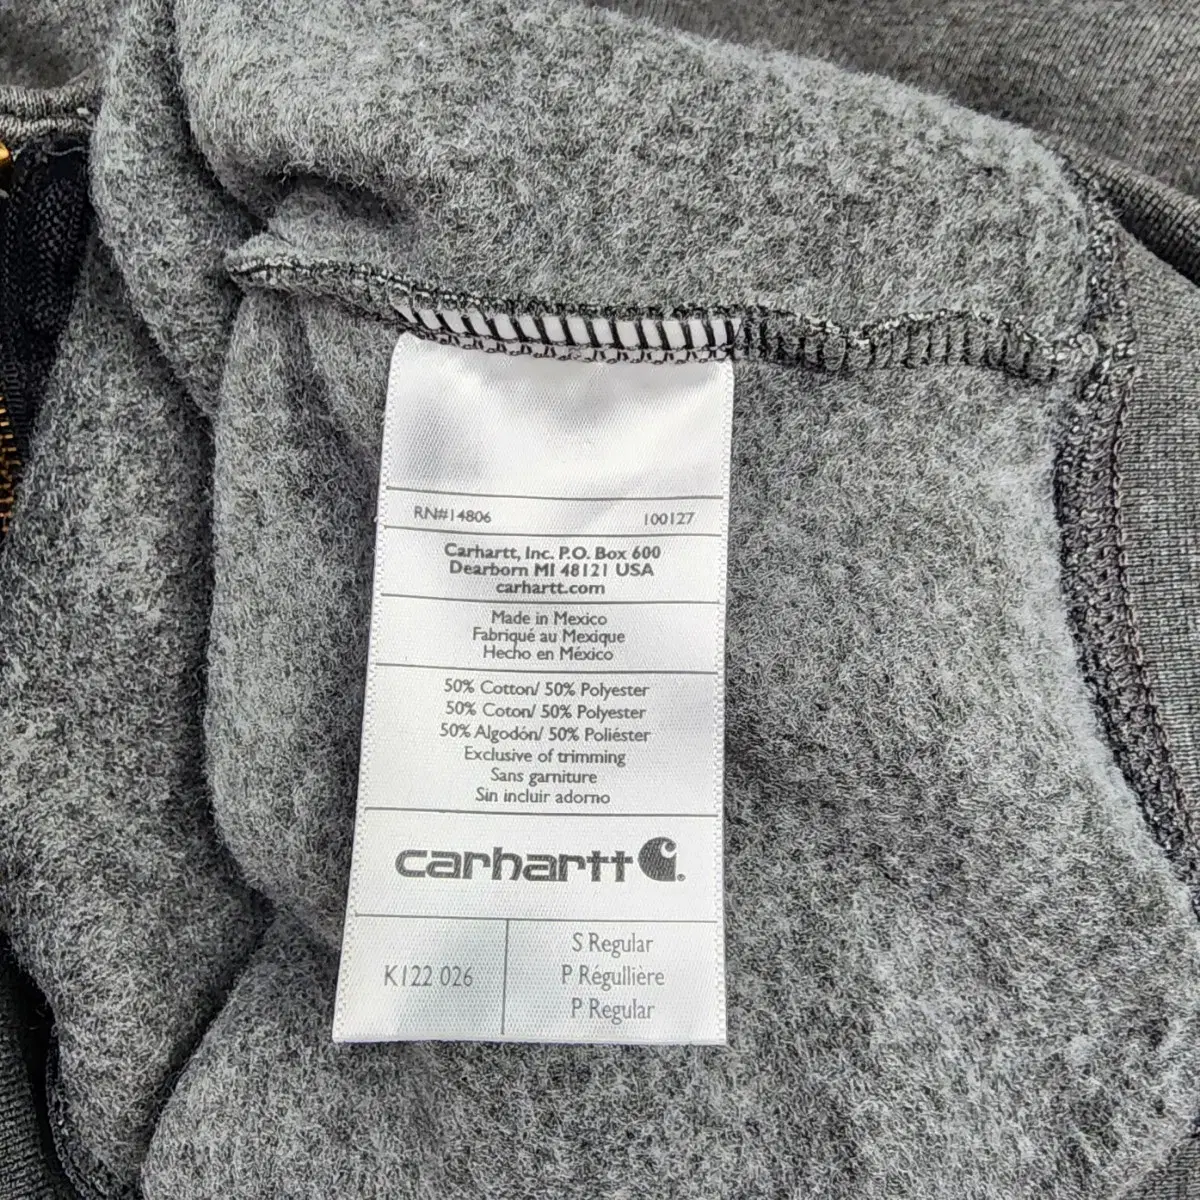 RN#14806 100127
Carhartt, Inc. P.O. Box 600
Dearborn MI 48121 USA
carhartt.com
Made in Mexico
Fabriqué au Mexique
Hecho en México
50% Cotton/ 50% Polyester
50% Coton/ 50% Polyester
50% Algodón/ 50% Poliéster
Exclusive of trimming
Sans garniture
Sin incluir adorno
carhartt
K122 026
S Regular
P Régullière
P Regular